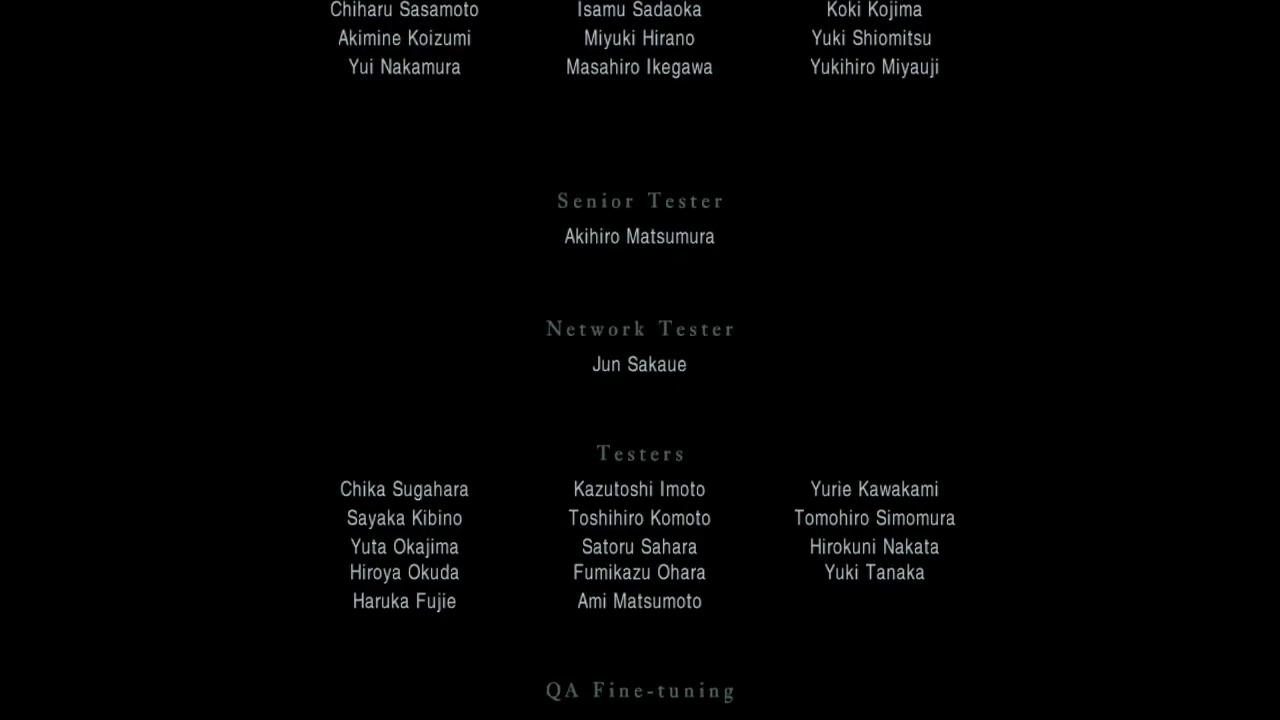 Chiharu Sasamoto Isamu Sadaoka Koki Kojima
Akimine Koizumi Miyuki Hirano Yuki Shiomitsu
Yui Nakamura Masahiro Ikegawa Yukihiro Miyauji
Senior Tester
Akihiro Matsumura
Network Tester
Jun Sakaue
Testers
Chika Sugahara Kazutoshi Imoto Yurie Kawakami
Sayaka Kibino Toshihiro Komoto Tomohiro Simomura
Yuta Okajima Satoru Sahara Hirokuni Nakata
Hiroya Okuda Fumikazu Ohara Yuki Tanaka
Haruka Fujie Ami Matsumoto
QA Fine-tuning